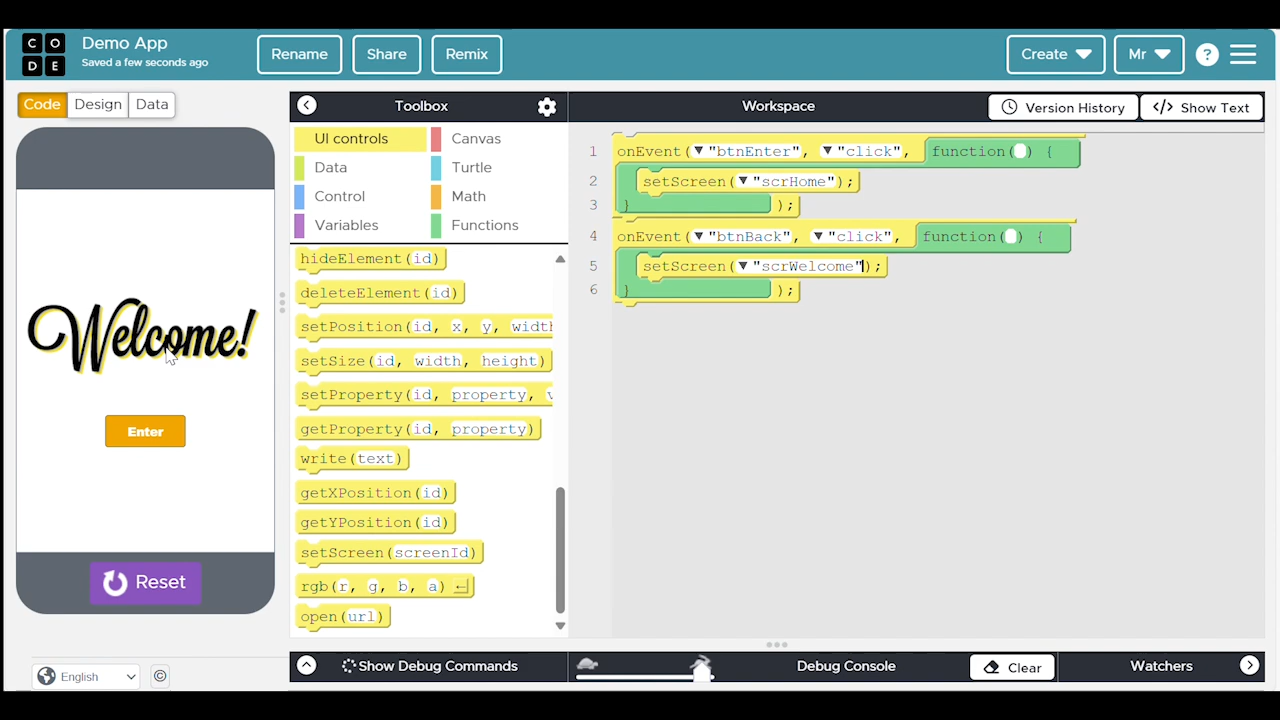 C O
D E
Demo App
Saved a few seconds ago
Rename
Share
Remix
Create
Mr
?
Code
Design
Data
Toolbox
Workspace
Version History
</> Show Text
UI controls
Canvas
Data
Turtle
Control
Math
Variables
Functions
hideElement(id)
deleteElement(id)
setPosition(id, x, y, width
setSize(id, width, height)
setProperty(id, property, v
getProperty(id, property)
write(text)
getXPosition(id)
getYPosition(id)
setScreen(screenId)
rgb(r, g, b, a)
open(url)
1 onEvent("btnEnter", "click", function() {
2 setScreen("scrHome");
3 } );
4 onEvent("btnBack", "click", function() {
5 setScreen("scrWelcome");
6 } );
Welcome!
Enter
Reset
English
©
Show Debug Commands
Debug Console
Clear
Watchers